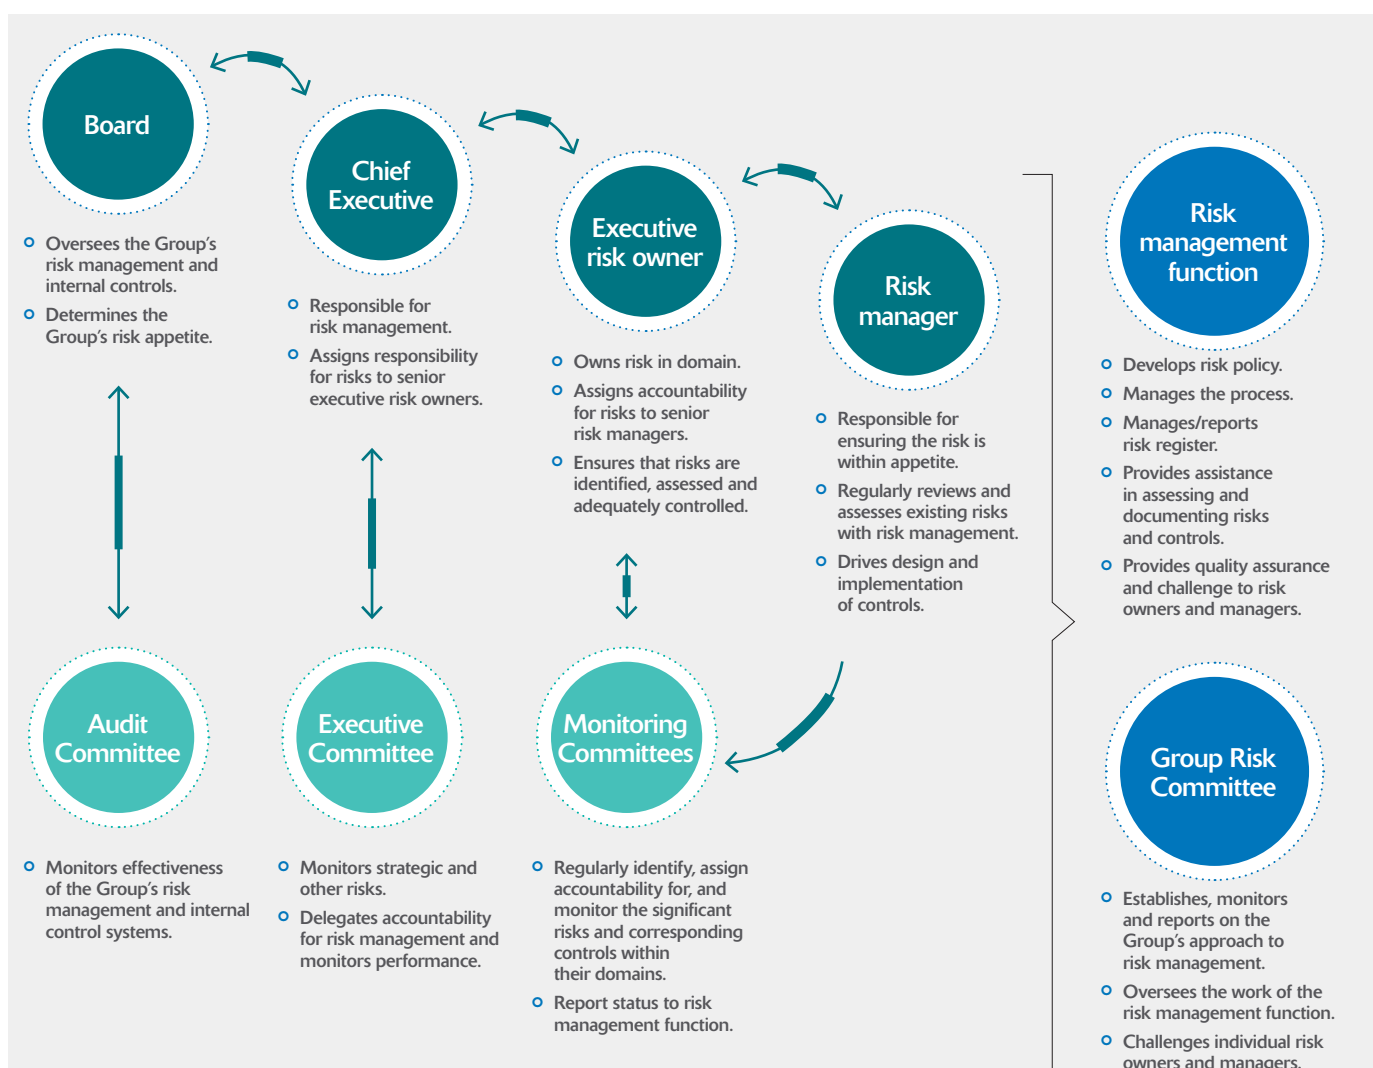 Board
Oversees the Group's
risk management and
internal controls.
Determines the
Group's risk appetite.
Chief
Executive
Responsible for
risk management.
Assigns responsibility
for risks to senior
executive risk owners.
Executive
risk owner
Owns risk in domain.
Assigns accountability
for risks to senior
risk managers.
Ensures that risks are
identified, assessed and
adequately controlled.
Risk
manager
Responsible for
ensuring the risk is
within appetite.
Regularly reviews and
assesses existing risks
with risk management.
Drives design and
implementation
of controls.
Audit
Committee
Monitors effectiveness
of the Group's risk
management and internal
control systems.
Executive
Committee
Monitors strategic and
other risks.
Delegates accountability
for risk management and
monitors performance.
Monitoring
Committees
Regularly identify, assign
accountability for, and
monitor the significant
risks and corresponding
controls within
their domains.
Report status to risk
management function.
Risk
management
function
Develops risk policy.
Manages the process.
Manages/reports
risk register.
Provides assistance
in assessing and
documenting risks
and controls.
Provides quality assurance
and challenge to risk
owners and managers.
Group Risk
Committee
Establishes, monitors
and reports on the
Group's approach to
risk management.
Oversees the work of the
risk management function.
Challenges individual risk
owners and managers.